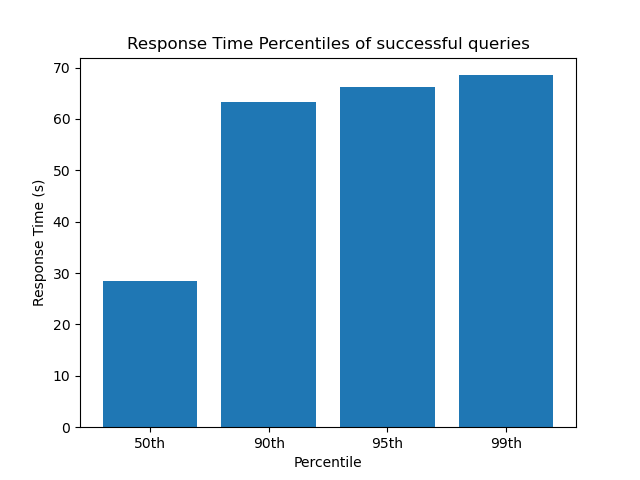 Response Time Percentiles of successful queries
70
60
50
40
30
20
10
0
Response Time (s)
50th 90th 95th 99th
Percentile